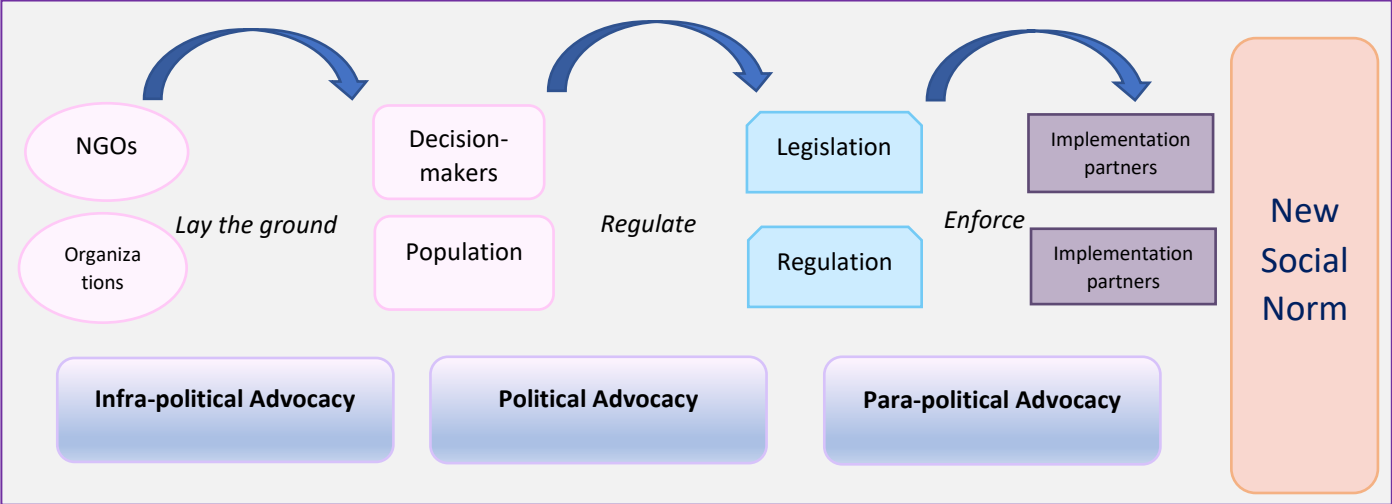 NGOs
Organiza
tions
Lay the ground
Decision-
makers
Population
Regulate
Legislation
Regulation
Enforce
Implementation
partners
Implementation
partners
New
Social
Norm
Infra-political Advocacy
Political Advocacy
Para-political Advocacy